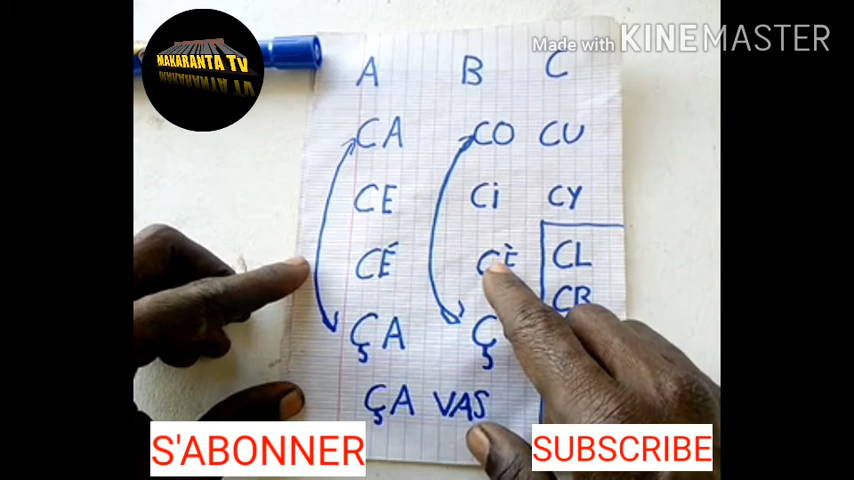 Made with KINEMASTER
MAKARANTA TV
A B C
CA CO CU
CE Ci CY
CÉ CÈ CL
ÇA Ç
ÇA VAS
S'ABONNER SUBSCRIBE